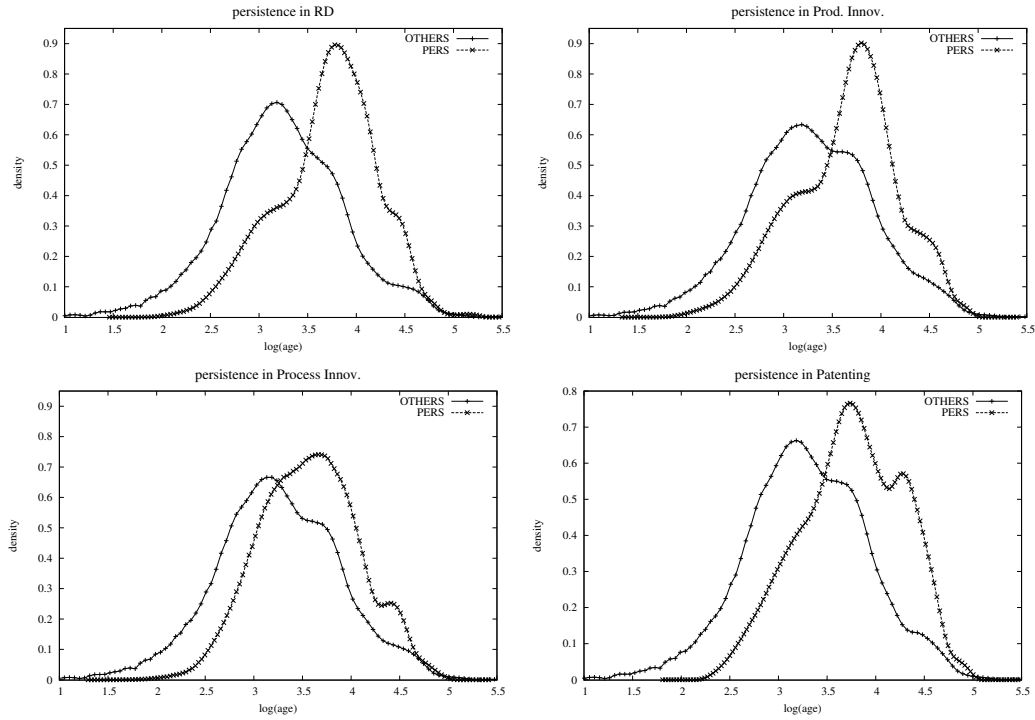 persistence in RD
OTHERS
PERS
0.9
0.8
0.7
0.6
0.5
0.4
0.3
0.2
0.1
0
density
1 1.5 2 2.5 3 3.5 4 4.5 5 5.5
log(age)
persistence in Prod. Innov.
OTHERS
PERS
0.9
0.8
0.7
0.6
0.5
0.4
0.3
0.2
0.1
0
density
1 1.5 2 2.5 3 3.5 4 4.5 5 5.5
log(age)
persistence in Process Innov.
OTHERS
PERS
0.9
0.8
0.7
0.6
0.5
0.4
0.3
0.2
0.1
0
density
1 1.5 2 2.5 3 3.5 4 4.5 5 5.5
log(age)
persistence in Patenting
OTHERS
PERS
0.8
0.7
0.6
0.5
0.4
0.3
0.2
0.1
0
density
1 1.5 2 2.5 3 3.5 4 4.5 5 5.5
log(age)